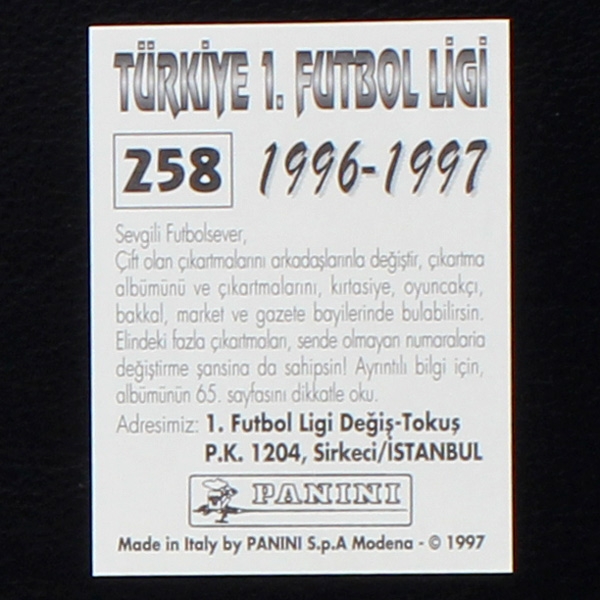 TÜRKİYE 1. FUTBOL LİGİ
258 1996-1997
Sevgili Futbolsever,
Çift olan çıkartmalarını arkadaşlarınla değiştir, çıkartma
albümünü ve çıkartmalarını, kırtasiye, oyuncakçı,
bakkal, market ve gazete bayilerinde bulabilirsin.
Elindeki fazla çıkartmaları, sende olmayan numaralarla
değiştirme şansına da sahipsin! Ayrıntılı bilgi için,
albümünün 65. sayfasını dikkatle oku.
Adresimiz: 1. Futbol Ligi Değiş-Tokuş
P.K. 1204, Sirkeci/İSTANBUL
PANINI
Made in Italy by PANINI S.p.A Modena - © 1997